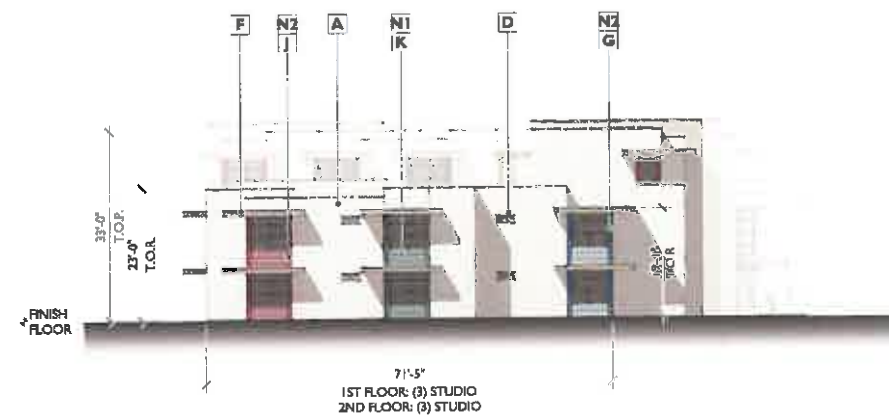 F N2 A N1 D N2
J K G
33'-0"
T.O.P.
23'-0"
T.O.R.
T.O.R
FINISH
FLOOR
71'-5"
1ST FLOOR: (3) STUDIO
2ND FLOOR: (3) STUDIO